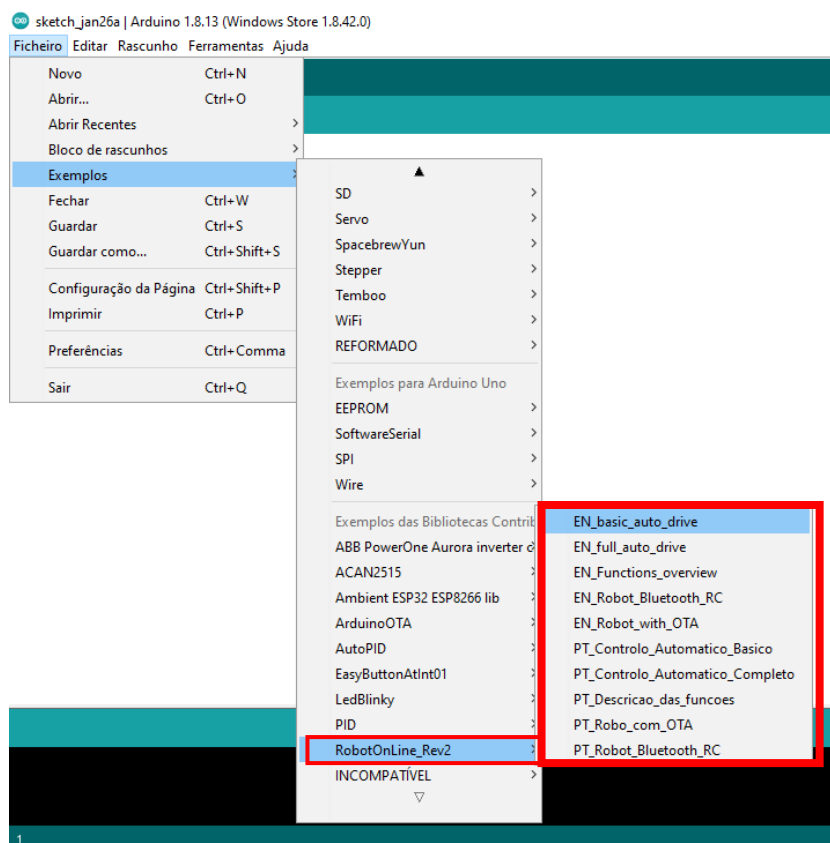 sketch_jan26a | Arduino 1.8.13 (Windows Store 1.8.42.0)
Ficheiro Editar Rascunho Ferramentas Ajuda
Novo Ctrl+N
Abrir... Ctrl+O
Abrir Recentes
Bloco de rascunhos
Exemplos
Fechar Ctrl+W
Guardar Ctrl+S
Guardar como... Ctrl+Shift+S
Configuração da Página Ctrl+Shift+P
Imprimir Ctrl+P
Preferências Ctrl+Comma
Sair Ctrl+Q
SD
Servo
SpacebrewYun
Stepper
Temboo
WiFi
REFORMADO
Exemplos para Arduino Uno
EEPROM
SoftwareSerial
SPI
Wire
Exemplos das Bibliotecas Contrib
ABB PowerOne Aurora inverter c
ACAN2515
Ambient ESP32 ESP8266 lib
ArduinoOTA
AutoPID
EasyButtonAtInt01
LedBlinky
PID
RobotOnLine_Rev2
INCOMPATÍVEL
EN_basic_auto_drive
EN_full_auto_drive
EN_Functions_overview
EN_Robot_Bluetooth_RC
EN_Robot_with_OTA
PT_Controlo_Automatico_Basico
PT_Controlo_Automatico_Completo
PT_Descricao_das_funcoes
PT_Robo_com_OTA
PT_Robot_Bluetooth_RC
1